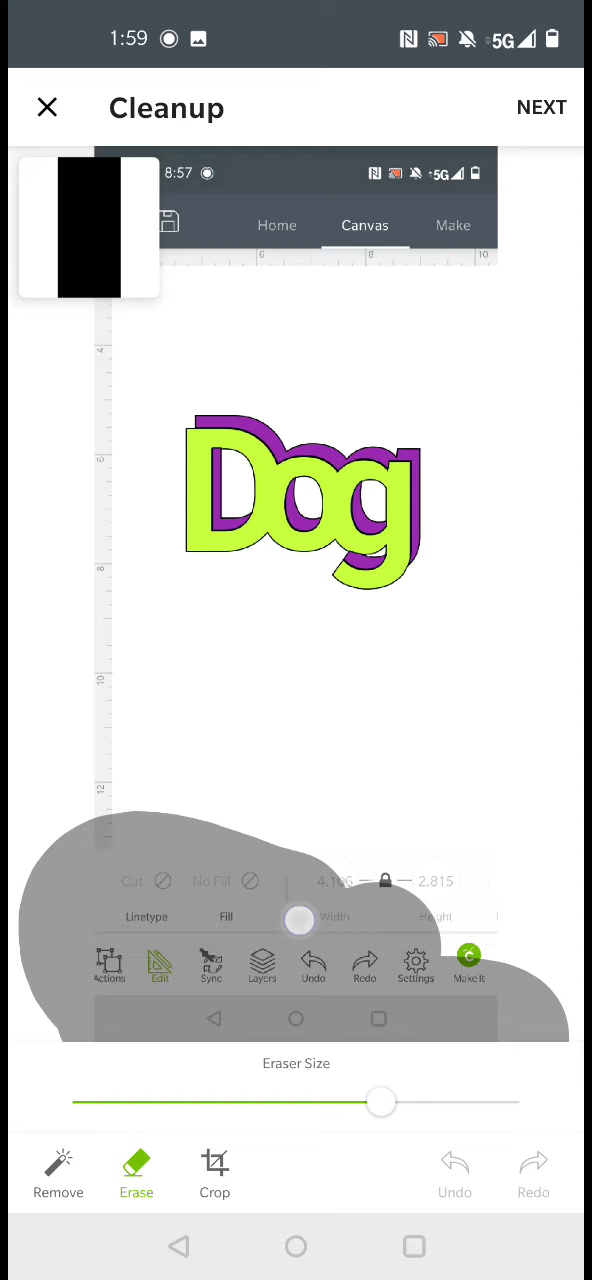 1:59 5G
Cleanup NEXT
8:57 5G
Home Canvas Make
6 8 10
4
6
8
10
12
Dog
Cut No Fill 4.106 2.815
Linetype Fill Width Height
Actions Edit Sync Layers Undo Redo Settings Make It
Eraser Size
Remove Erase Crop Undo Redo